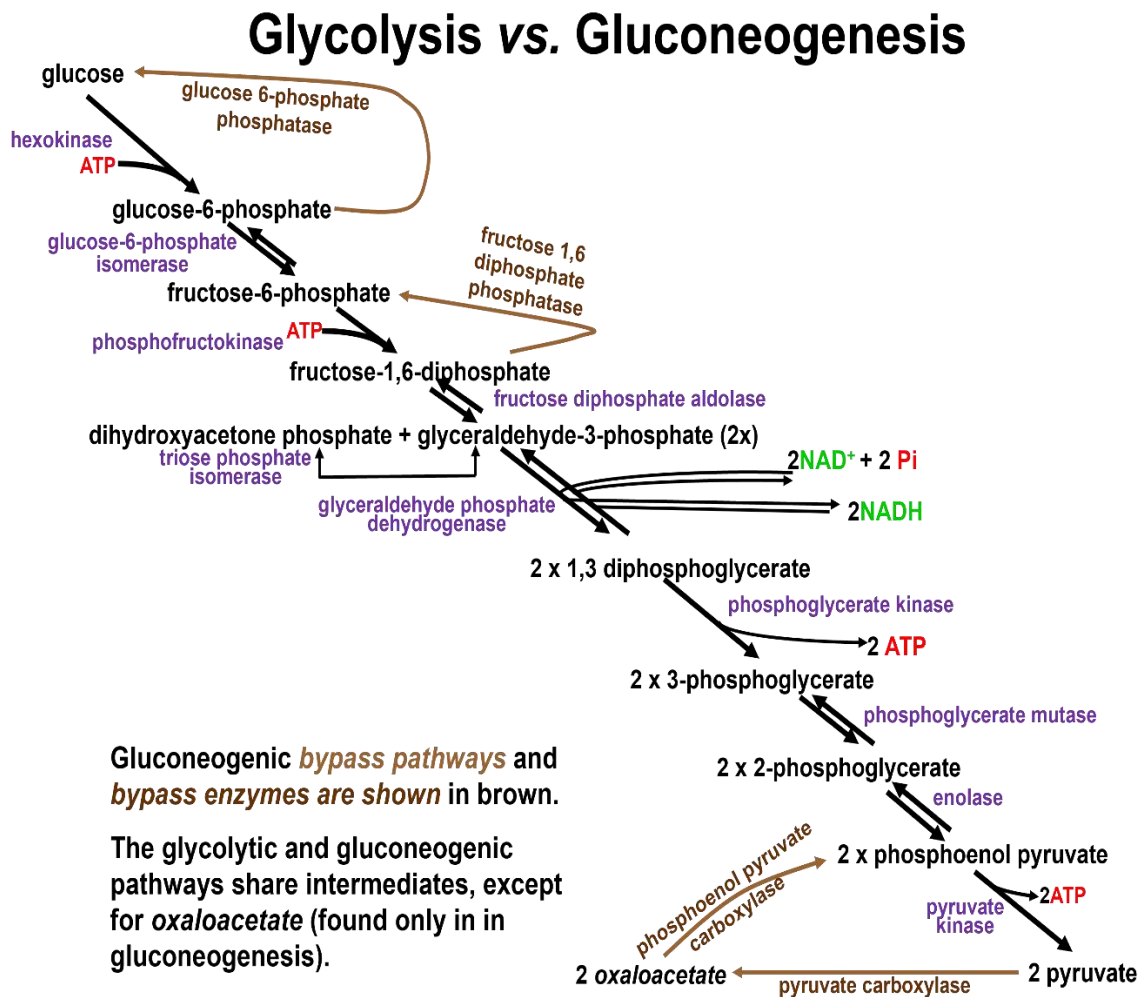 Glycolysis vs. Gluconeogenesis
glucose
glucose 6-phosphate
phosphatase
hexokinase
ATP
glucose-6-phosphate
glucose-6-phosphate
isomerase
fructose 1,6
diphosphate
phosphatase
fructose-6-phosphate
ATP
phosphofructokinase
fructose-1,6-diphosphate
fructose diphosphate aldolase
dihydroxyacetone phosphate + glyceraldehyde-3-phosphate (2x)
triose phosphate
isomerase
2NAD+ + 2 Pi
glyceraldehyde phosphate
dehydrogenase
2NADH
2 x 1,3 diphosphoglycerate
phosphoglycerate kinase
2 ATP
2 x 3-phosphoglycerate
phosphoglycerate mutase
2 x 2-phosphoglycerate
enolase
2 x phosphoenol pyruvate
2ATP
pyruvate
kinase
phosphoenol pyruvate
carboxylase
2 oxaloacetate
pyruvate carboxylase
2 pyruvate
Gluconeogenic bypass pathways and
bypass enzymes are shown in brown.
The glycolytic and gluconeogenic
pathways share intermediates, except
for oxaloacetate (found only in in
gluconeogenesis).